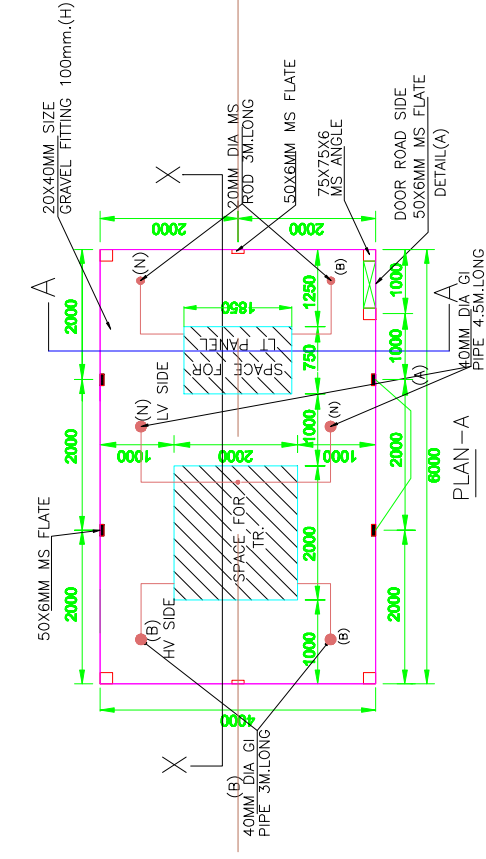 20X40MM SIZE
GRAVEL FITTING 100mm.(H)
A
X
20MM DIA MS
ROD 3M.LONG
50X6MM MS FLATE
75X75X6
MS ANGLE
DOOR ROAD SIDE
50X6MM MS FLATE
DETAIL(A)
2000
2000
2000
2000
2000
(N)
(B)
1850
1250
1000
SPACE FOR
LT PANEL
750
1000
A
(A)
40MM DIA GI
PIPE 4.5M.LONG
LV SIDE
(N)
(N)
1000
2000
1000
1000
2000
6000
PLAN-A
50X6MM MS FLATE
SPACE FOR
TR.
2000
HV SIDE
(B)
(B)
1000
2000
4000
X
(B)
40MM DIA GI
PIPE 3M.LONG